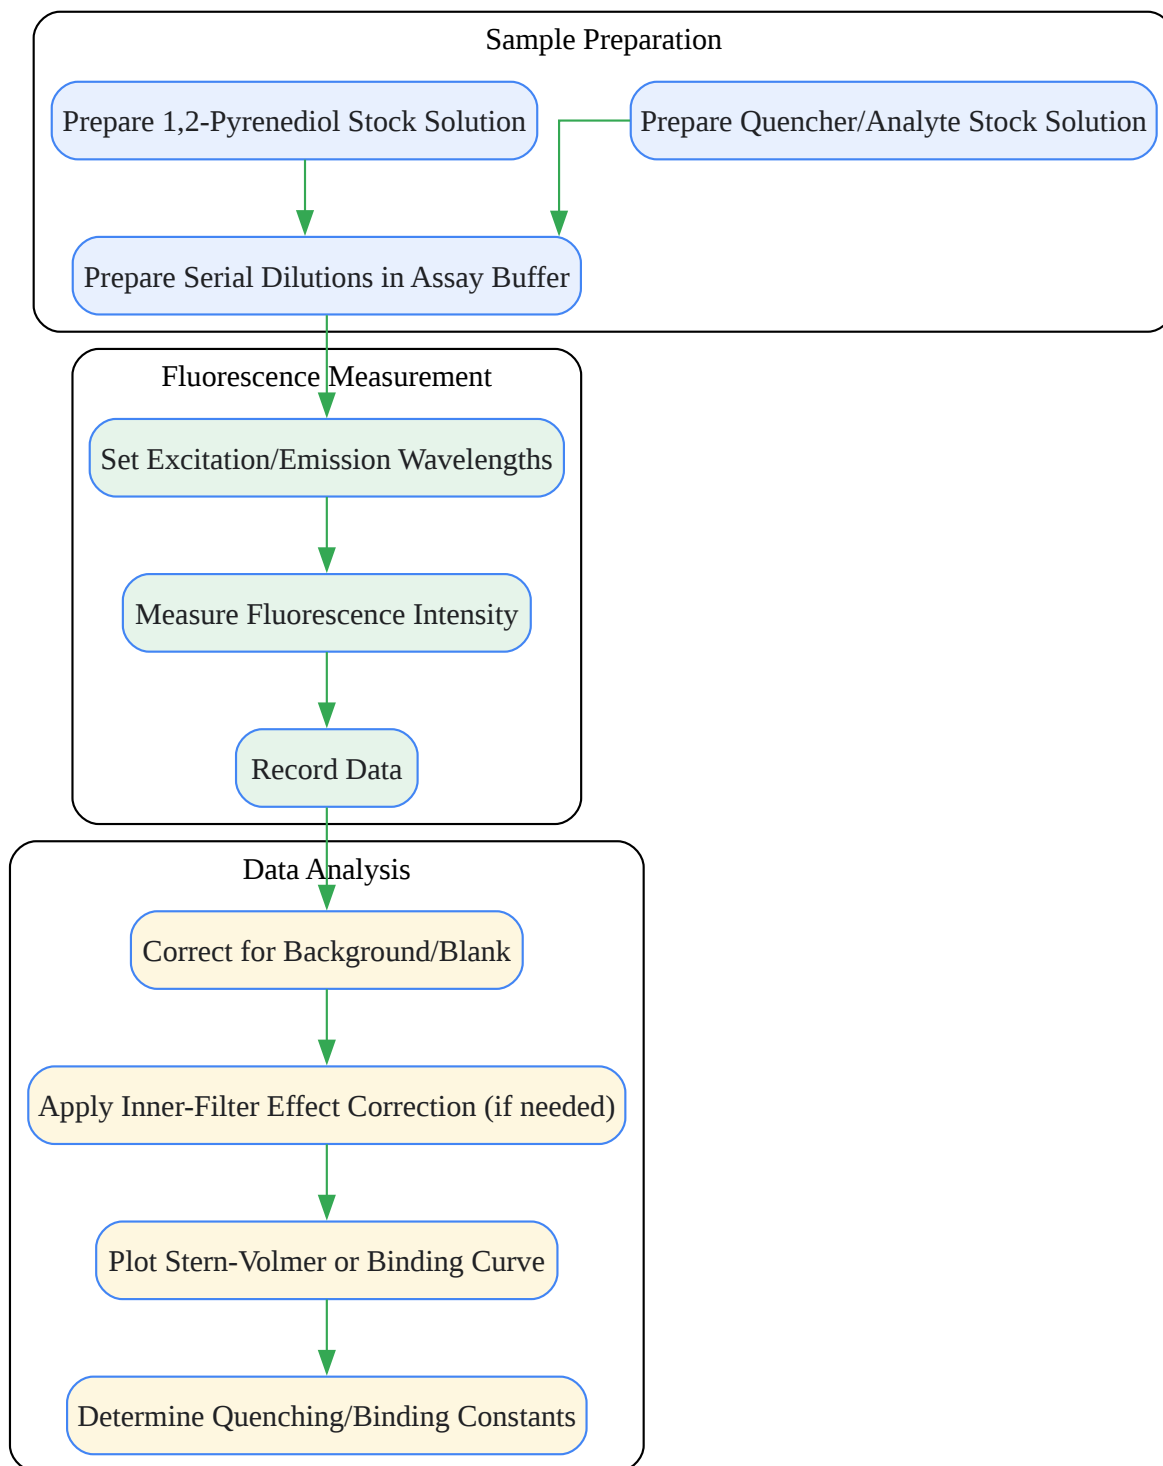 Sample Preparation
Prepare 1,2-Pyrenediol Stock Solution
Prepare Quencher/Analyte Stock Solution
Prepare Serial Dilutions in Assay Buffer
Fluorescence Measurement
Set Excitation/Emission Wavelengths
Measure Fluorescence Intensity
Record Data
Data Analysis
Correct for Background/Blank
Apply Inner-Filter Effect Correction (if needed)
Plot Stern-Volmer or Binding Curve
Determine Quenching/Binding Constants